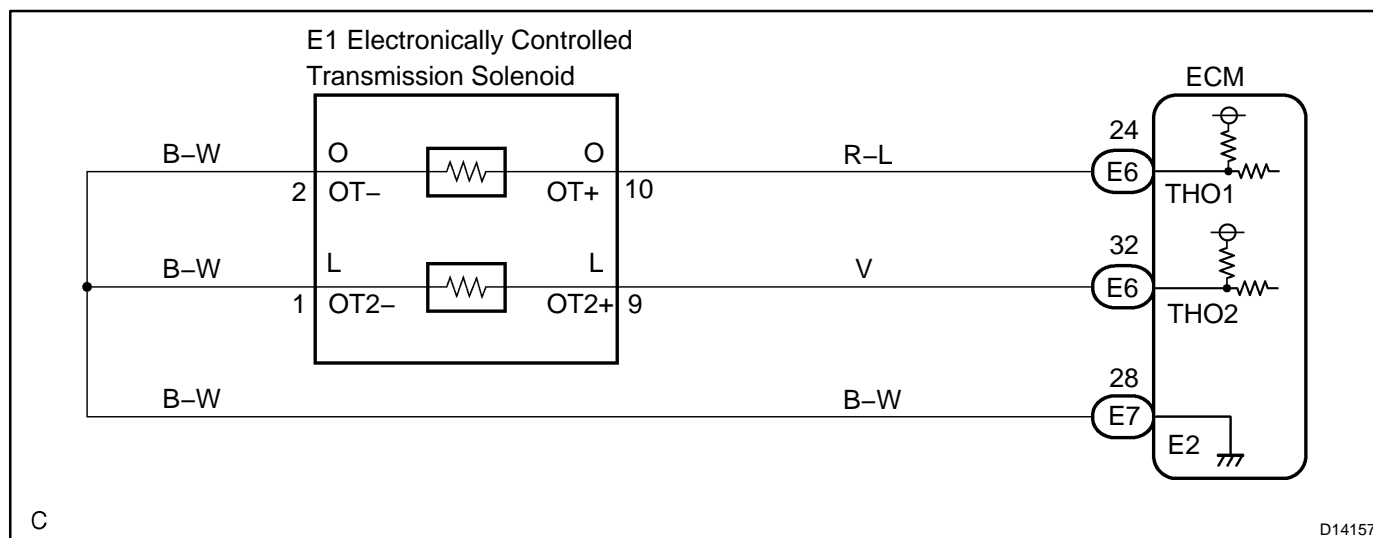 E1 Electronically Controlled
Transmission Solenoid
ECM
B−W
O
O
R−L
24
E6
2
OT−
OT+
10
THO1
B−W
L
L
V
32
E6
1
OT2−
OT2+
9
THO2
B−W
B−W
28
E7
E2
C
D14157